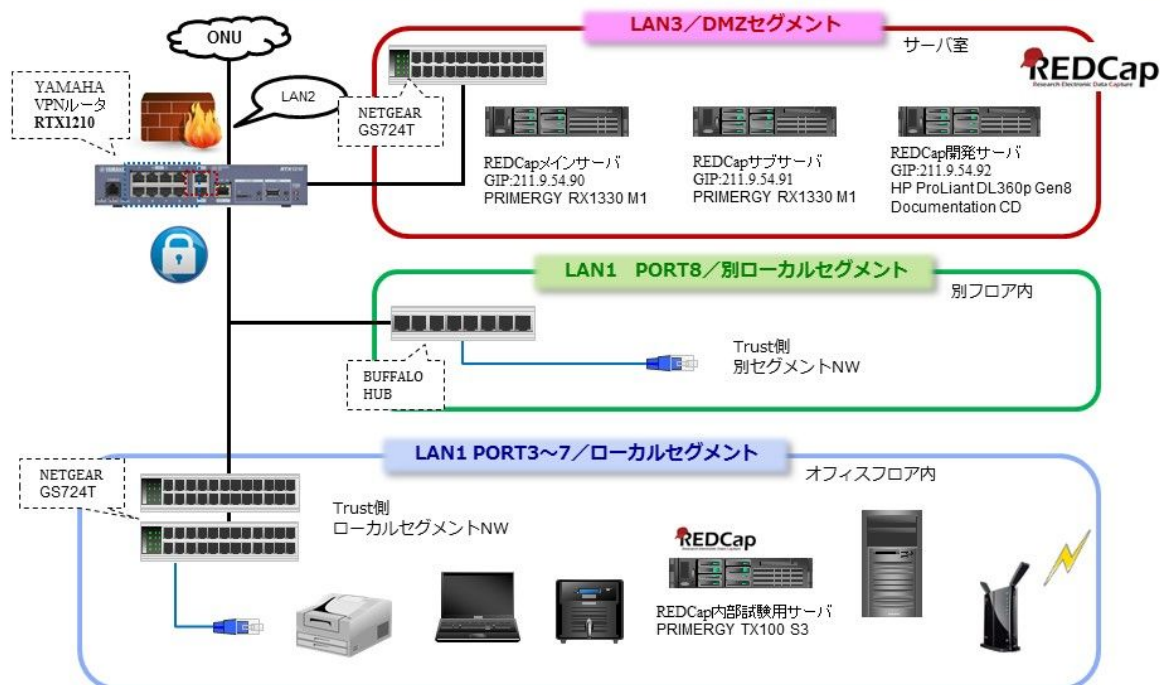 ONU
LAN3／DMZセグメント
サーバ室
REDCap
Research Electronic Data Capture
YAMAHA
VPNルータ
RTX1210
LAN2
NETGEAR
GS724T
REDCapメインサーバ
GIP:211.9.54.90
PRIMERGY RX1330 M1
REDCapサブサーバ
GIP:211.9.54.91
PRIMERGY RX1330 M1
REDCap開発サーバ
GIP:211.9.54.92
HP ProLiant DL360p Gen8
Documentation CD
LAN1 PORT8／別ローカルセグメント
別フロア内
BUFFALO
HUB
Trust側
別セグメントNW
LAN1 PORT3～7／ローカルセグメント
オフィスフロア内
NETGEAR
GS724T
Trust側
ローカルセグメントNW
REDCap
Research Electronic Data Capture
REDCap内部試験用サーバ
PRIMERGY TX100 S3